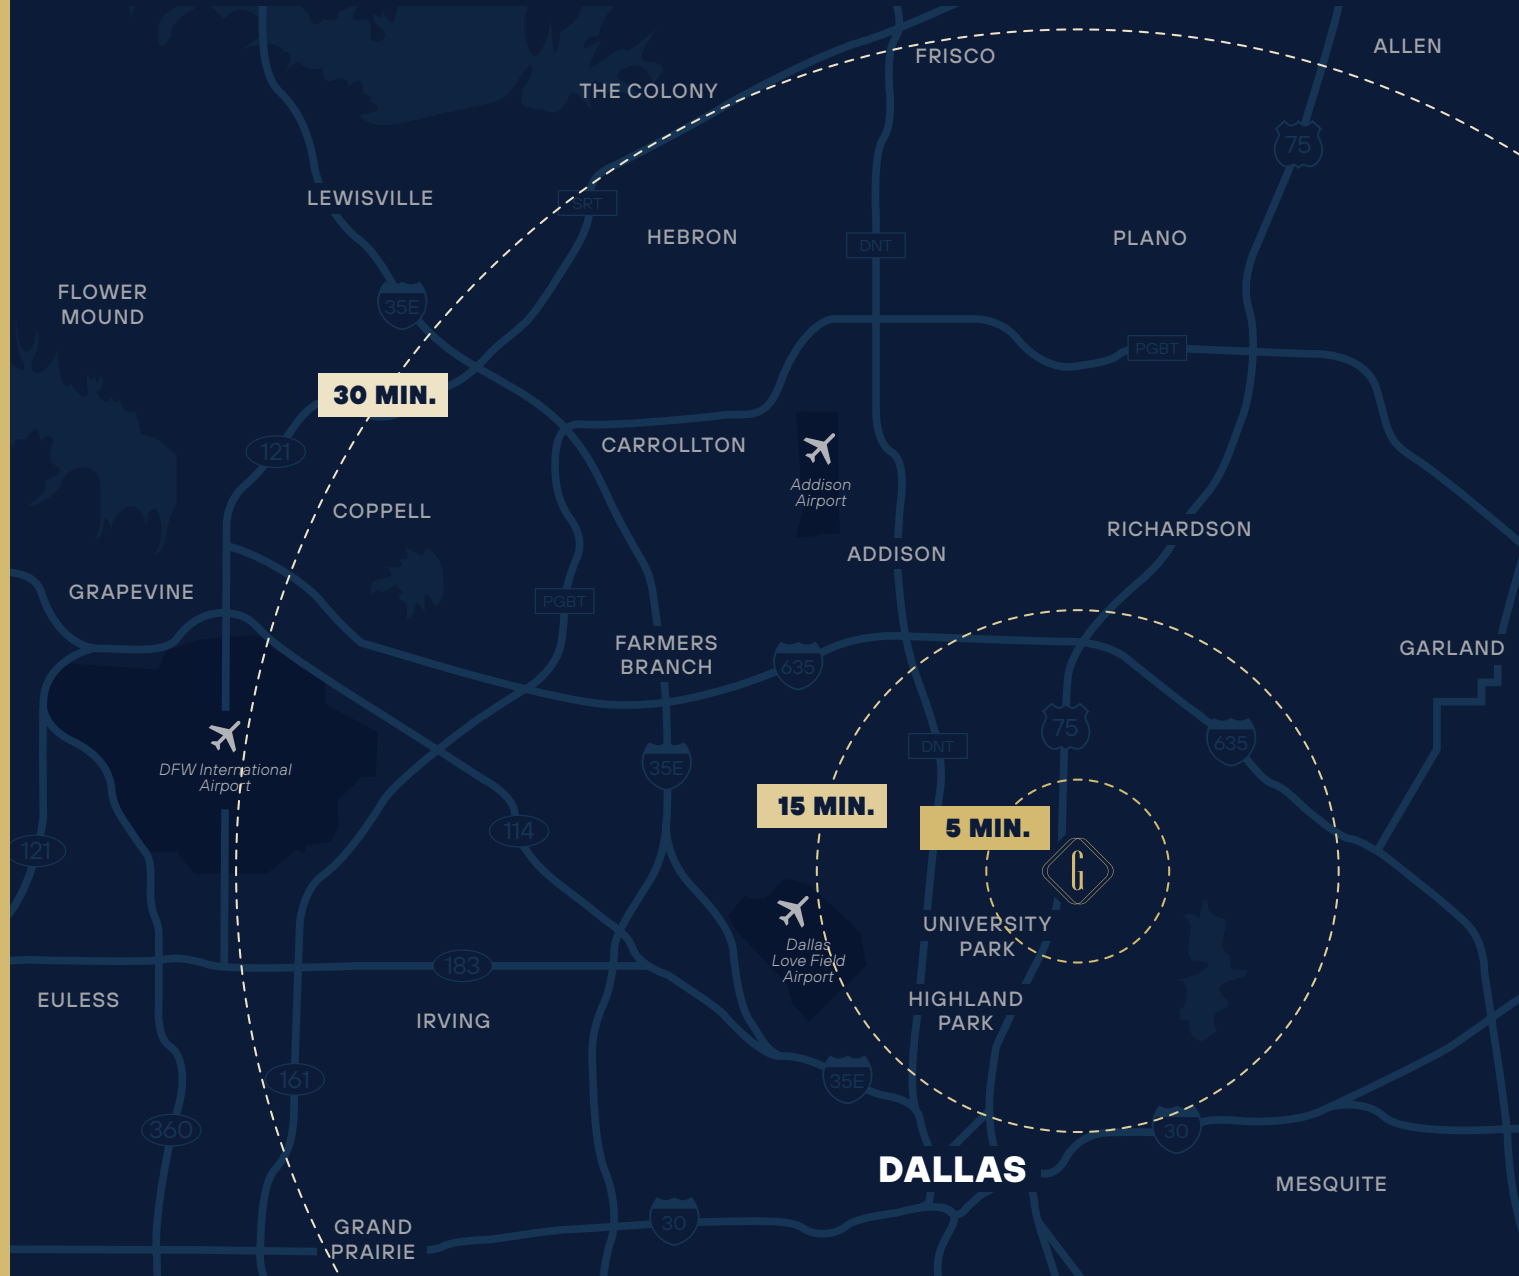 FRISCO
ALLEN
THE COLONY
75
LEWISVILLE
SRT
HEBRON
DNT
PLANO
FLOWER
MOUND
35E
PGBT
30 MIN.
121
CARROLLTON
Addison
Airport
COPPELL
RICHARDSON
ADDISON
GRAPEVINE
PGBT
FARMERS
BRANCH
635
GARLAND
75
DNT
635
DFW International
Airport
35E
15 MIN.
5 MIN.
114
121
G
UNIVERSITY
PARK
Dallas
Love Field
Airport
183
EULESS
HIGHLAND
PARK
IRVING
161
35E
360
30
DALLAS
MESQUITE
30
GRAND
PRAIRIE